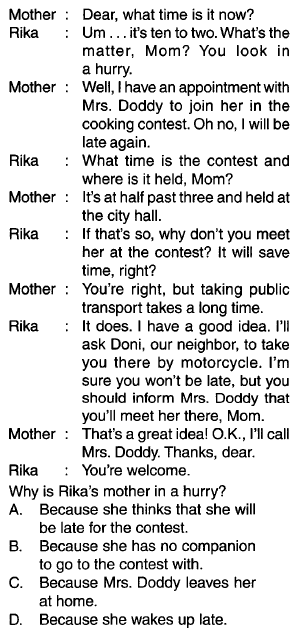 Mother : Dear, what time is it now?
Rika : Um . . . it's ten to two. What's the
matter, Mom? You look in
a hurry.
Mother : Well, I have an appointment with
Mrs. Doddy to join her in the
cooking contest. Oh no, I will be
late again.
Rika : What time is the contest and
where is it held, Mom?
Mother : It's at half past three and held at
the city hall.
Rika : If that's so, why don't you meet
her at the contest? It will save
time, right?
Mother : You're right, but taking public
transport takes a long time.
Rika : It does. I have a good idea. I'll
ask Doni, our neighbor, to take
you there by motorcycle. I'm
sure you won't be late, but you
should inform Mrs. Doddy that
you'll meet her there, Mom.
Mother : That's a great idea! O.K., I'll call
Mrs. Doddy. Thanks, dear.
Rika : You're welcome.
Why is Rika's mother in a hurry?
A. Because she thinks that she will
be late for the contest.
B. Because she has no companion
to go to the contest with.
C. Because Mrs. Doddy leaves her
at home.
D. Because she wakes up late.